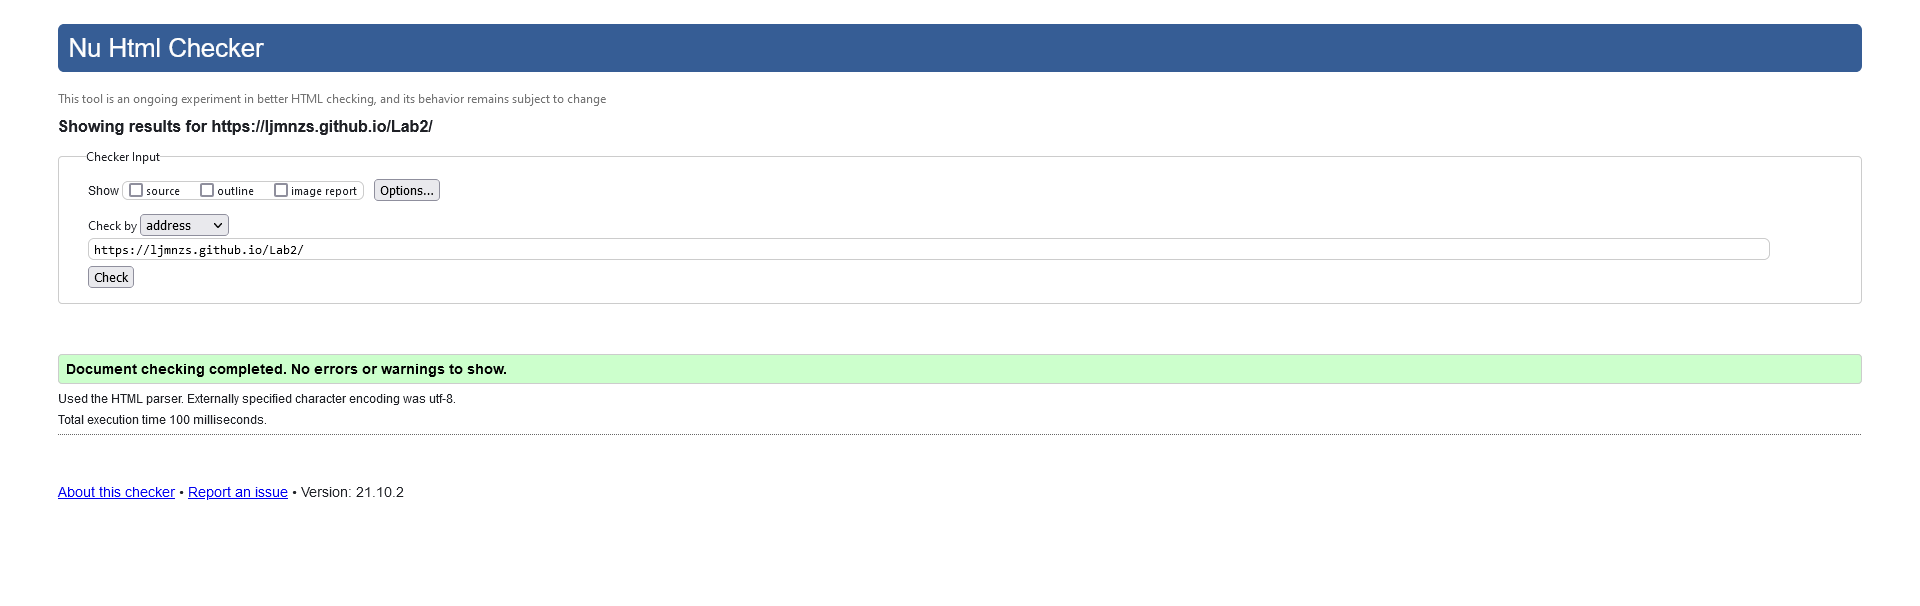 Nu Html Checker
This tool is an ongoing experiment in better HTML checking, and its behavior remains subject to change
Showing results for https://ljmnzs.github.io/Lab2/
Checker Input
Show source outline image report Options...
Check by address
https://ljmnzs.github.io/Lab2/
Check
Document checking completed. No errors or warnings to show.
Used the HTML parser. Externally specified character encoding was utf-8.
Total execution time 100 milliseconds.
About this checker • Report an issue • Version: 21.10.2